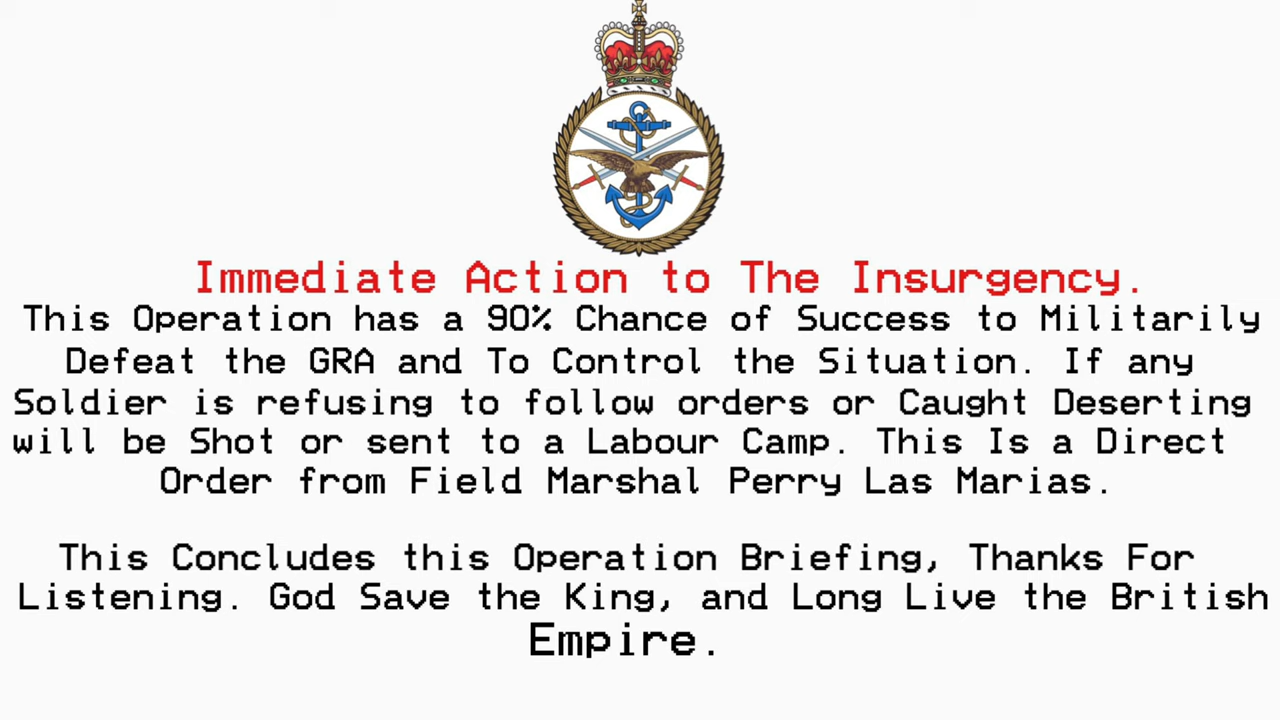 Immediate Action to The Insurgency.
This Operation has a 90% Chance of Success to Militarily
Defeat the GRA and To Control the Situation. If any
Soldier is refusing to follow orders or Caught Deserting
will be Shot or sent to a Labour Camp. This Is a Direct
Order from Field Marshal Perry Las Marias.
This Concludes this Operation Briefing, Thanks For
Listening. God Save the King, and Long Live the British
Empire.